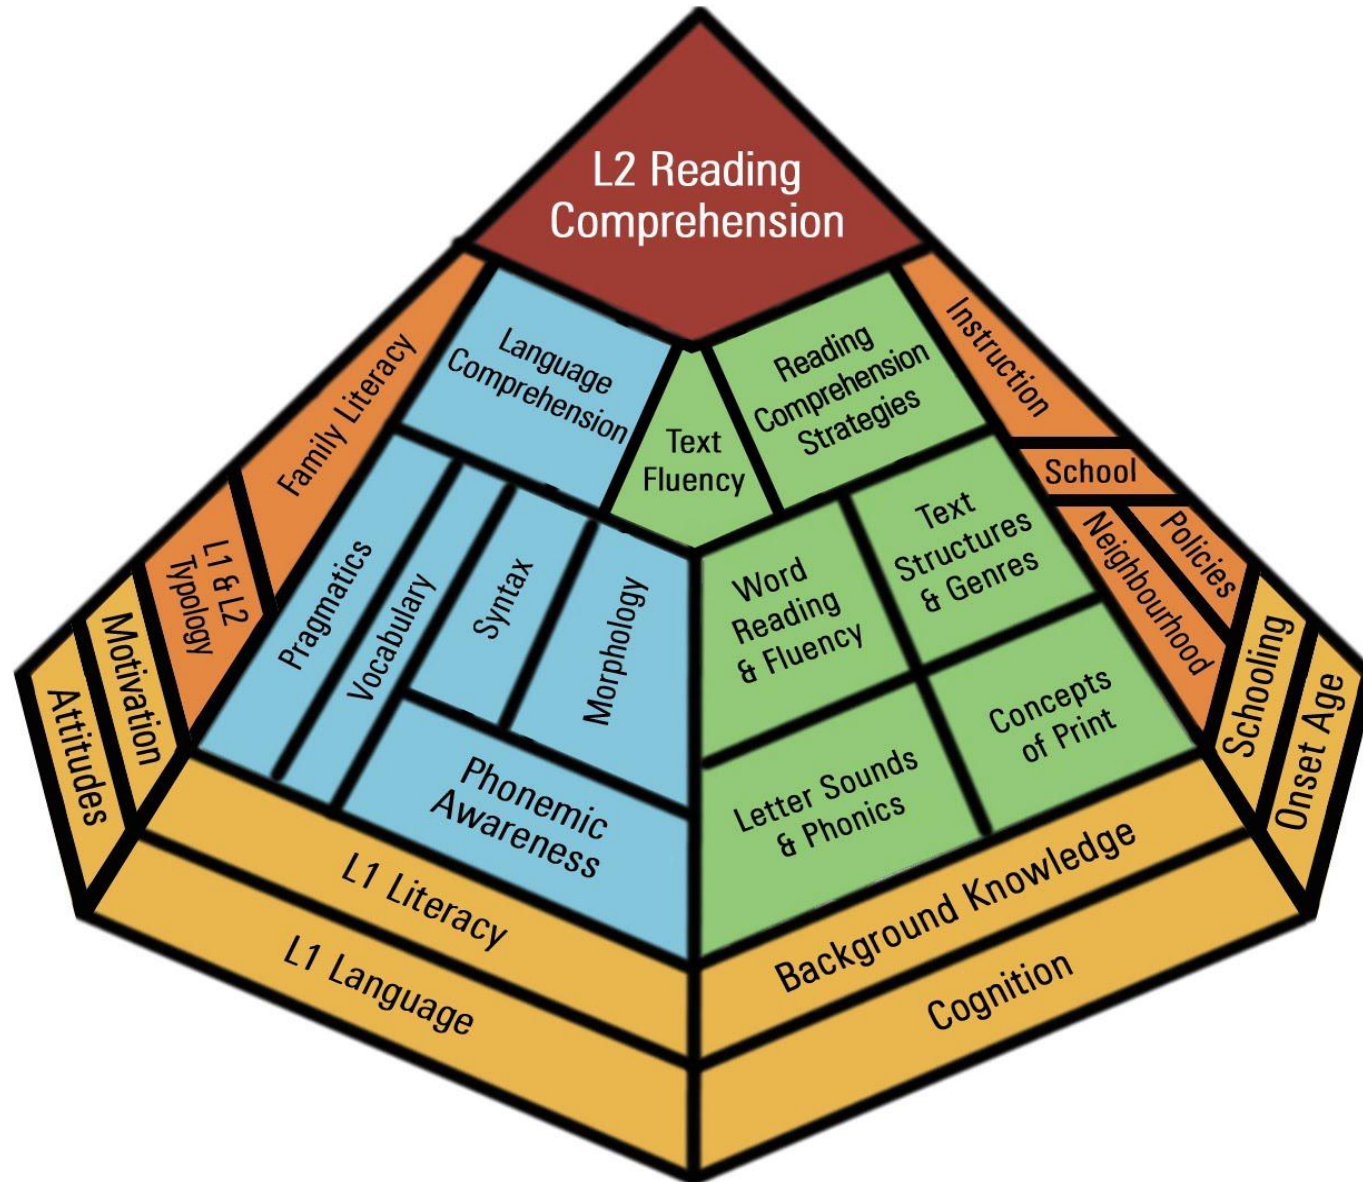 L2 Reading
Comprehension
Family Literacy
L1 & L2
Typology
Motivation
Attitudes
Language
Comprehension
Text
Fluency
Reading
Comprehension
Strategies
Instruction
School
Policies
Neighbourhood
Schooling
Onset Age
Pragmatics
Vocabulary
Syntax
Morphology
Phonemic
Awareness
Word
Reading
& Fluency
Text
Structures
& Genres
Letter Sounds
& Phonics
Concepts
of Print
L1 Literacy
L1 Language
Background Knowledge
Cognition